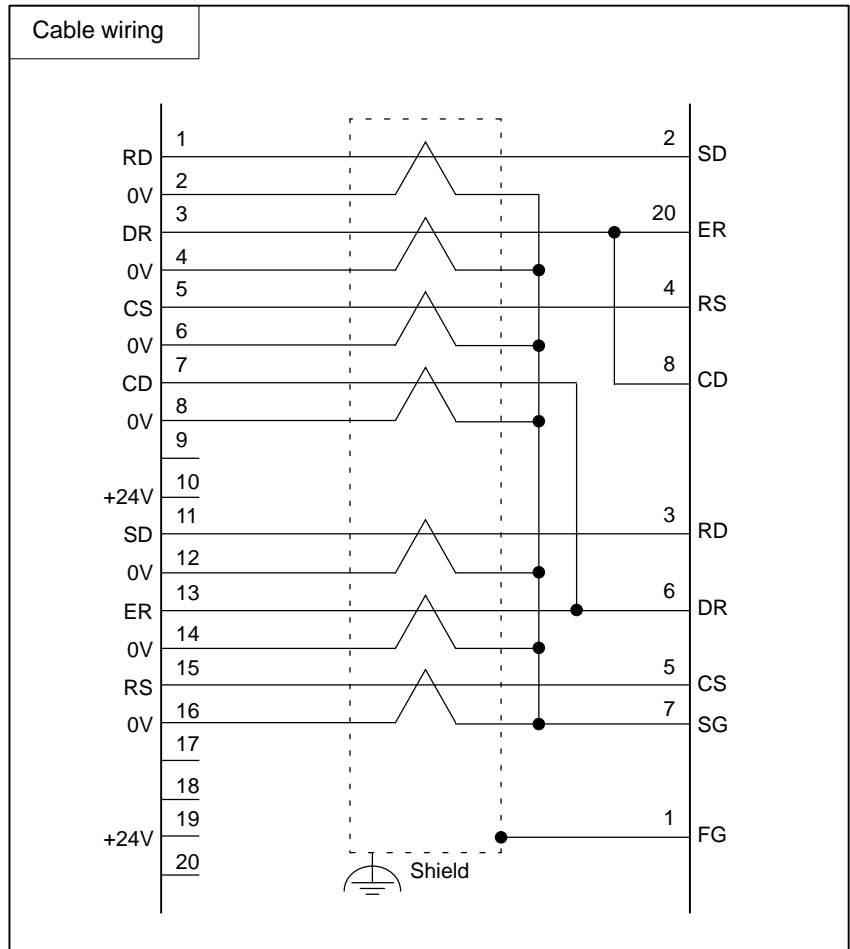 Cable wiring
1 2
RD SD
2
0V
3 20
DR ER
4
0V
5 4
CS RS
6
0V
7 8
CD CD
8
0V
9
10
+24V
11 3
SD RD
12
0V
13 6
ER DR
14
0V
15 5
RS CS
16 7
0V SG
17
18
19 1
+24V FG
20
Shield